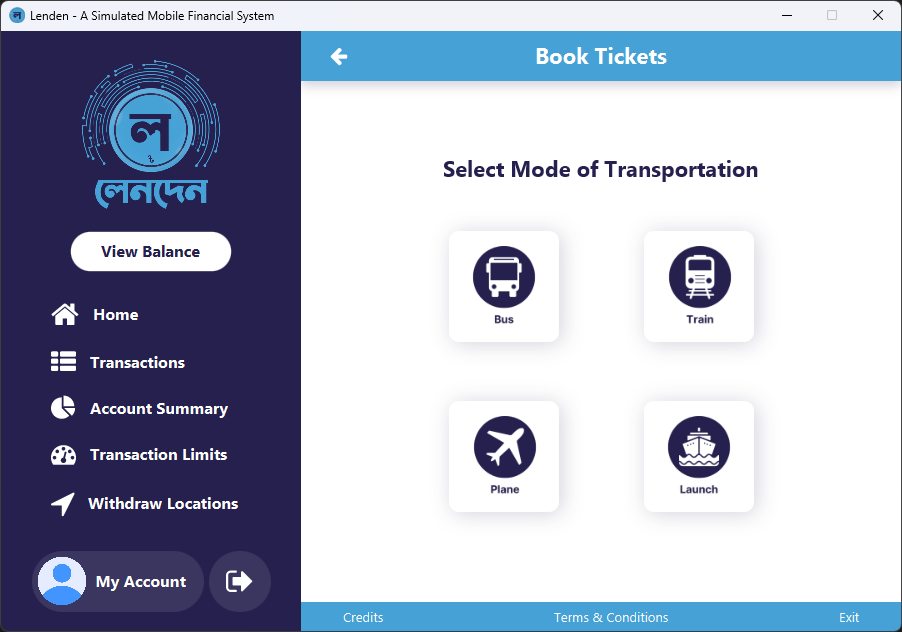 Lenden - A Simulated Mobile Financial System
ল
৳
লেনদেন
View Balance
Home
Transactions
Account Summary
Transaction Limits
Withdraw Locations
My Account
Book Tickets
Select Mode of Transportation
Bus
Train
Plane
Launch
Credits
Terms & Conditions
Exit